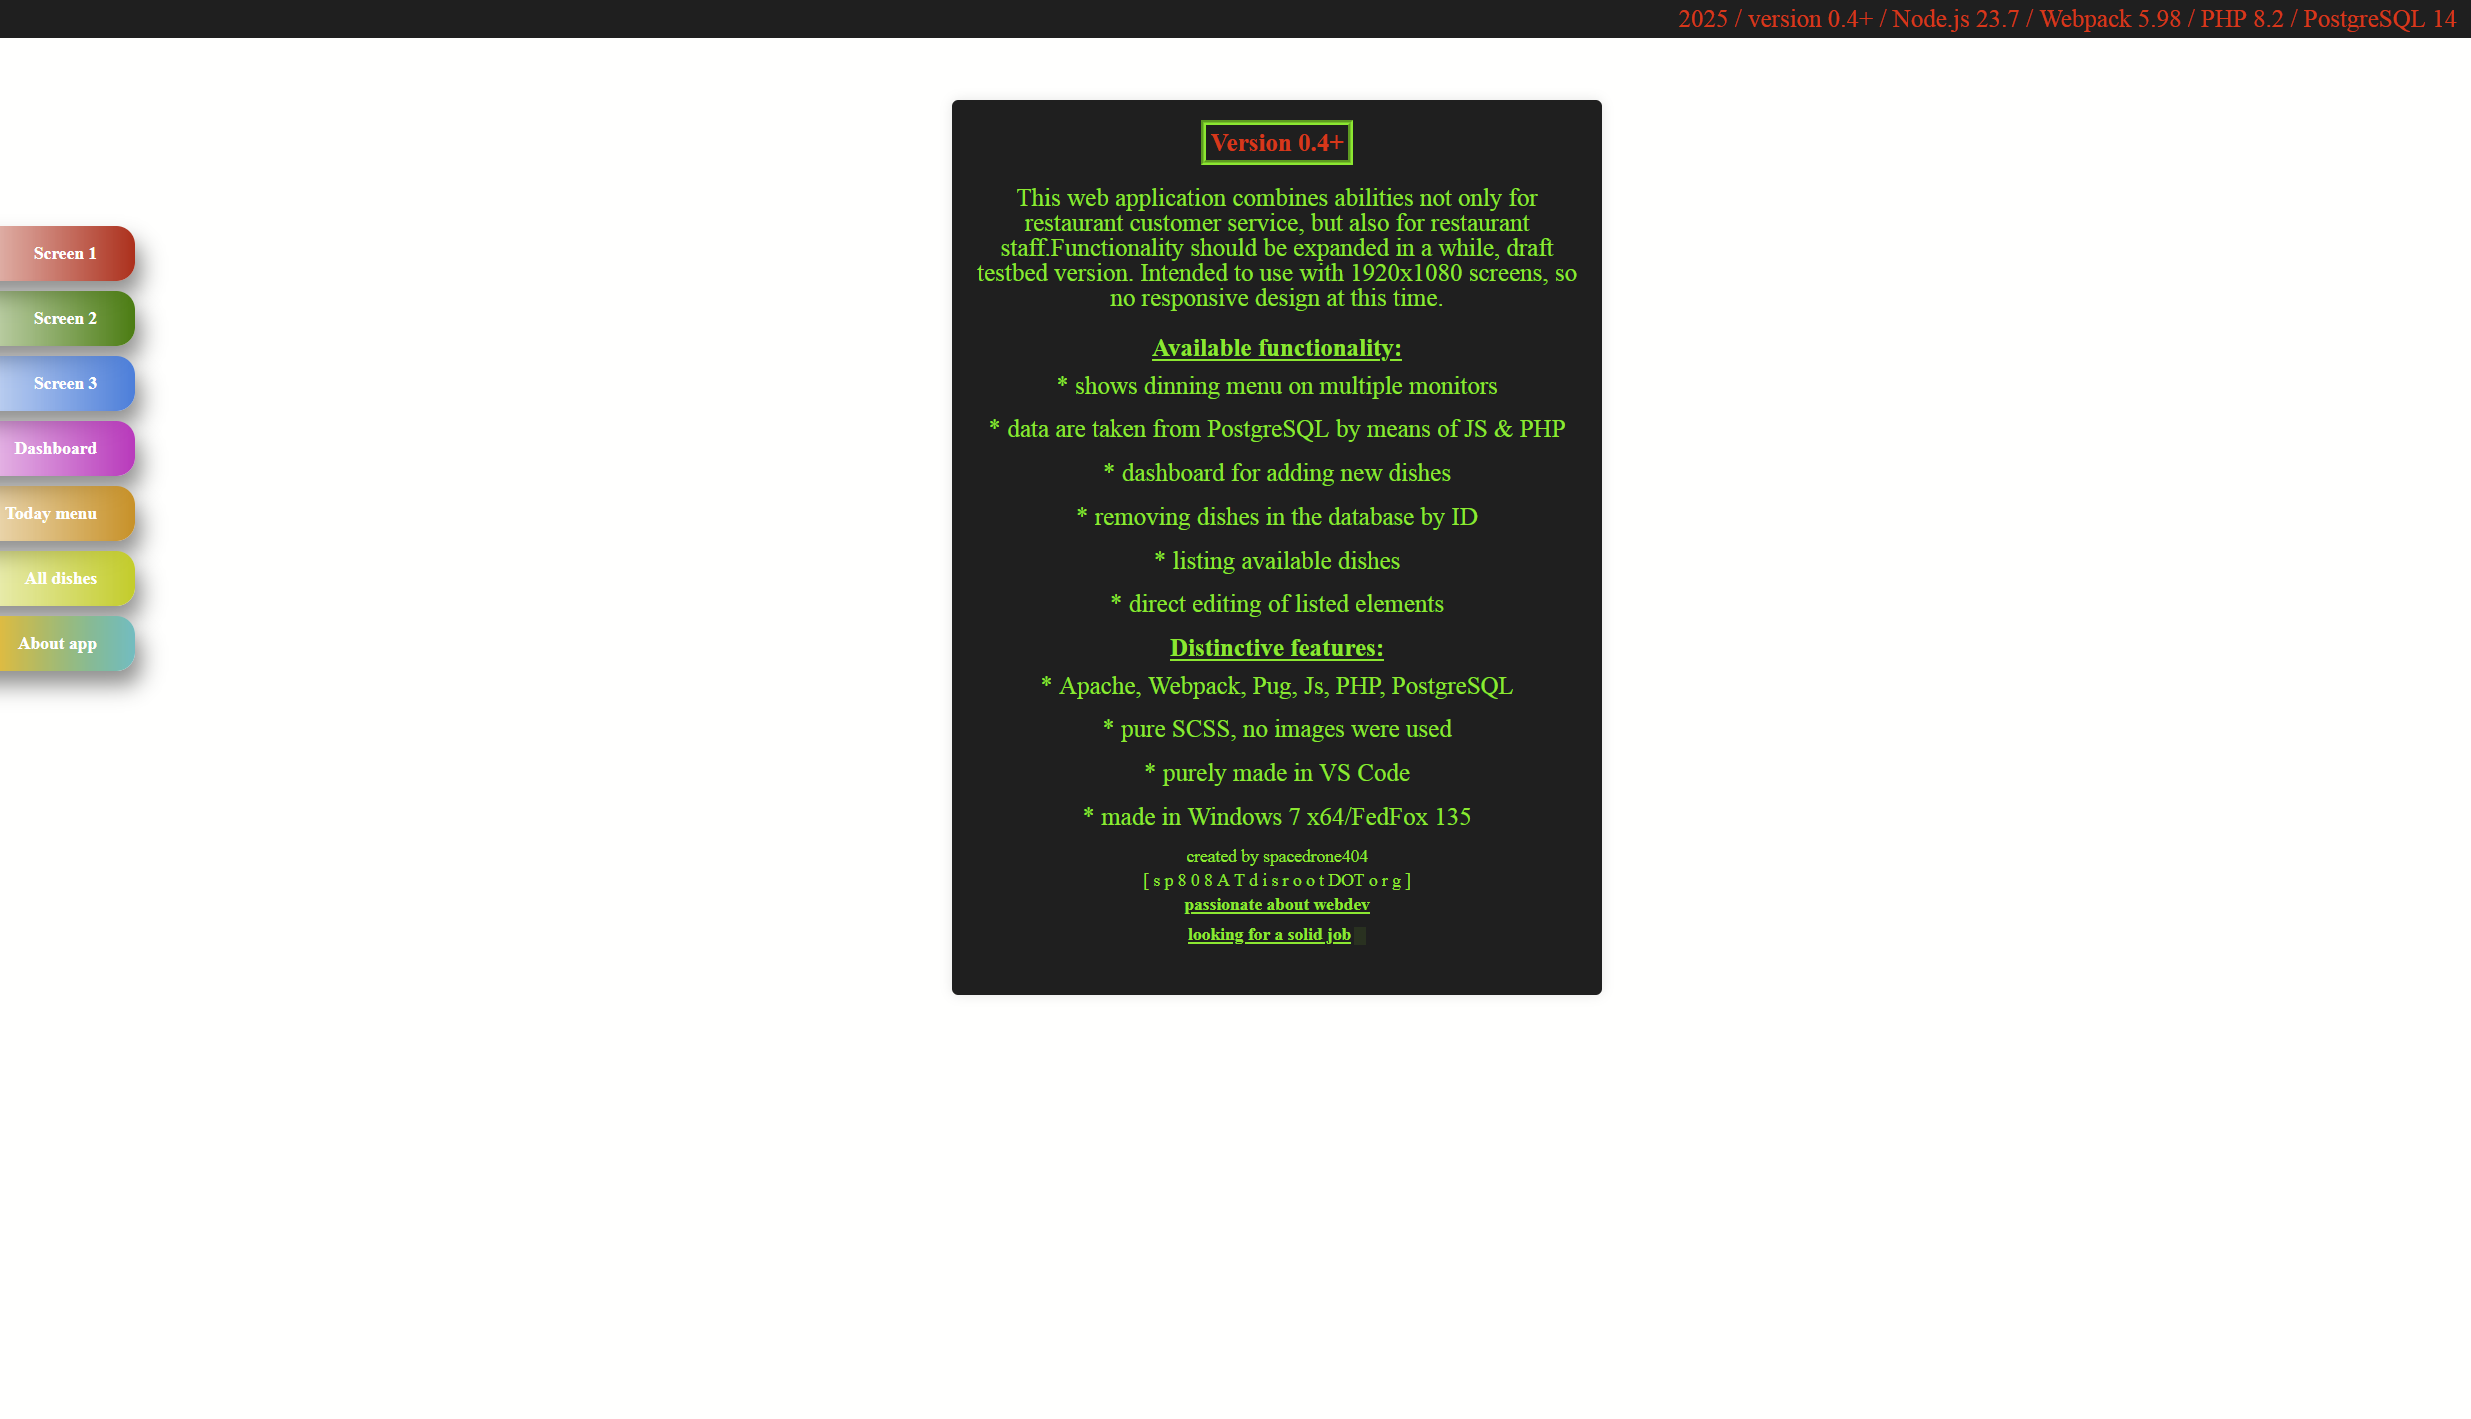 2025 / version 0.4+ / Node.js 23.7 / Webpack 5.98 / PHP 8.2 / PostgreSQL 14
Screen 1
Screen 2
Screen 3
Dashboard
Today menu
All dishes
About app
Version 0.4+
This web application combines abilities not only for
restaurant customer service, but also for restaurant
staff.Functionality should be expanded in a while, draft
testbed version. Intended to use with 1920x1080 screens, so
no responsive design at this time.
Available functionality:
* shows dinning menu on multiple monitors
* data are taken from PostgreSQL by means of JS & PHP
* dashboard for adding new dishes
* removing dishes in the database by ID
* listing available dishes
* direct editing of listed elements
Distinctive features:
* Apache, Webpack, Pug, Js, PHP, PostgreSQL
* pure SCSS, no images were used
* purely made in VS Code
* made in Windows 7 x64/FedFox 135
created by spacedrone404
[ s p 8 0 8 A T d i s r o o t DOT o r g ]
passionate about webdev
looking for a solid job